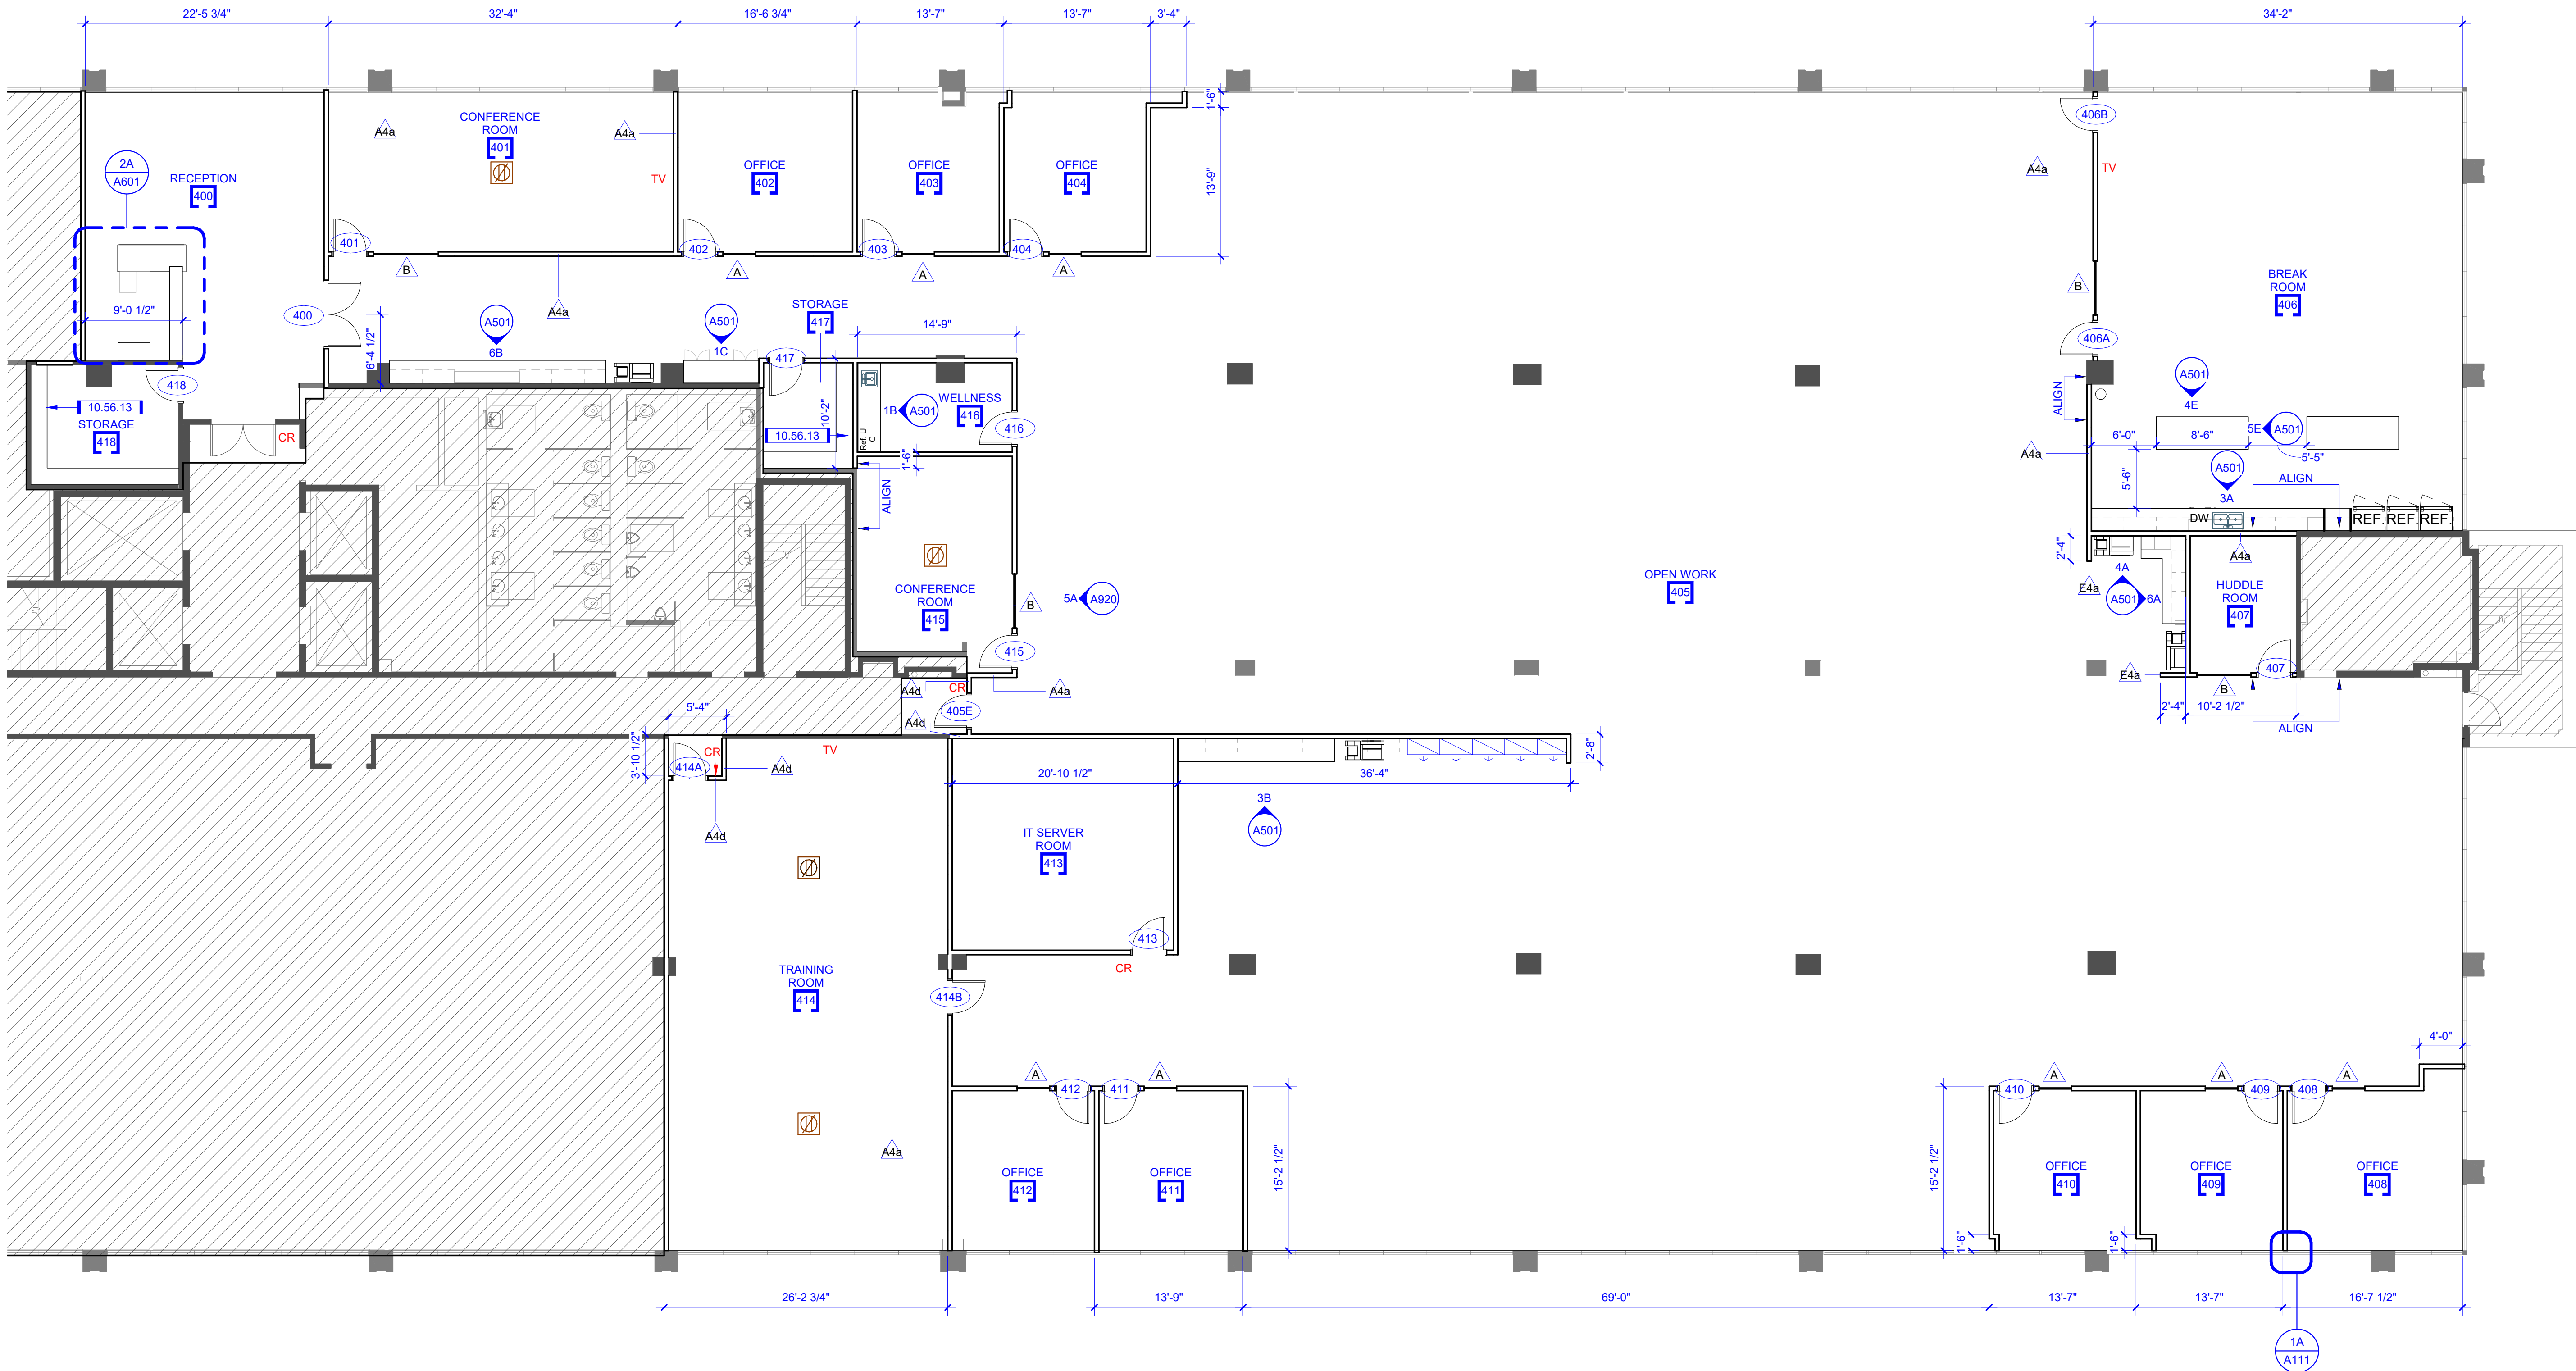 22'-5 3/4"
32'-4"
16'-6 3/4"
13'-7"
13'-7"
3'-4"
34'-2"
1'-6"
13'-9"
2A
A601
RECEPTION
400
A4a
CONFERENCE
ROOM
401
A4a
TV
OFFICE
402
OFFICE
403
OFFICE
404
406B
A4a
TV
401
B
402
A
403
A
404
A
BREAK
ROOM
406
B
406A
9'-0 1/2"
400
6'-4 1/2"
A501
6B
A4a
A501
1C
STORAGE
417
14'-9"
417
418
10.56.13
STORAGE
418
CR
10'-2"
10.56.13
1B
A501
WELLNESS
416
Ref. U
C
416
1'-6"
ALIGN
ALIGN
A501
4E
6'-0"
8'-6"
5E
A501
5'-5"
A4a
5'-6"
A501
3A
ALIGN
DW
REF.
REF.
REF.
A4a
2'-4"
E4a
4A
A501
6A
HUDDLE
ROOM
407
407
E4a
B
2'-4"
10'-2 1/2"
ALIGN
CONFERENCE
ROOM
415
B
5A
A920
415
OPEN WORK
405
A4d
CR
A4a
405E
A4d
5'-4"
3'-10 1/2"
CR
TV
414A
A4d
A4d
20'-10 1/2"
36'-4"
2'-8"
3B
A501
IT SERVER
ROOM
413
413
CR
TRAINING
ROOM
414
414B
4'-0"
A
412
411
A
410
A
A
409
408
A
A4a
OFFICE
412
OFFICE
411
15'-2 1/2"
15'-2 1/2"
OFFICE
410
OFFICE
409
OFFICE
408
1'-6"
1'-6"
26'-2 3/4"
13'-9"
69'-0"
13'-7"
13'-7"
16'-7 1/2"
1A
A111